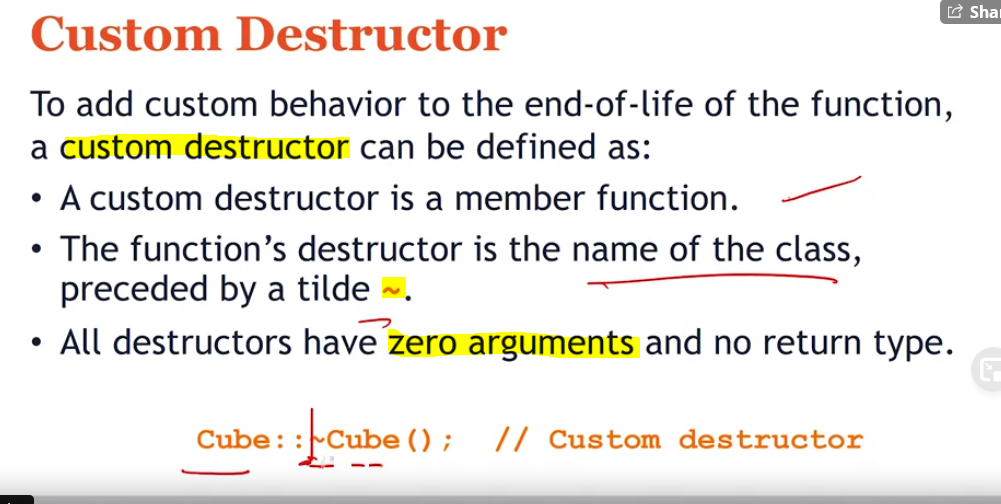 Sha
Custom Destructor
To add custom behavior to the end-of-life of the function,
a custom destructor can be defined as:
• A custom destructor is a member function.
• The function's destructor is the name of the class,
preceded by a tilde ~.
• All destructors have zero arguments and no return type.
Cube::~Cube(); // Custom destructor